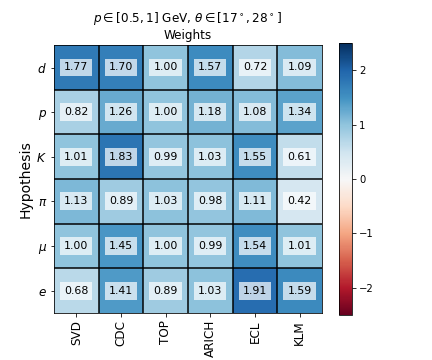 p ∈ [0.5, 1] GeV, θ ∈ [17°, 28°]
Weights
Hypothesis
d 1.77 1.70 1.00 1.57 0.72 1.09
p 0.82 1.26 1.00 1.18 1.08 1.34
K 1.01 1.83 0.99 1.03 1.55 0.61
π 1.13 0.89 1.03 0.98 1.11 0.42
μ 1.00 1.45 1.00 0.99 1.54 1.01
e 0.68 1.41 0.89 1.03 1.91 1.59
SVD CDC TOP ARICH ECL KLM
2
1
0
−1
−2